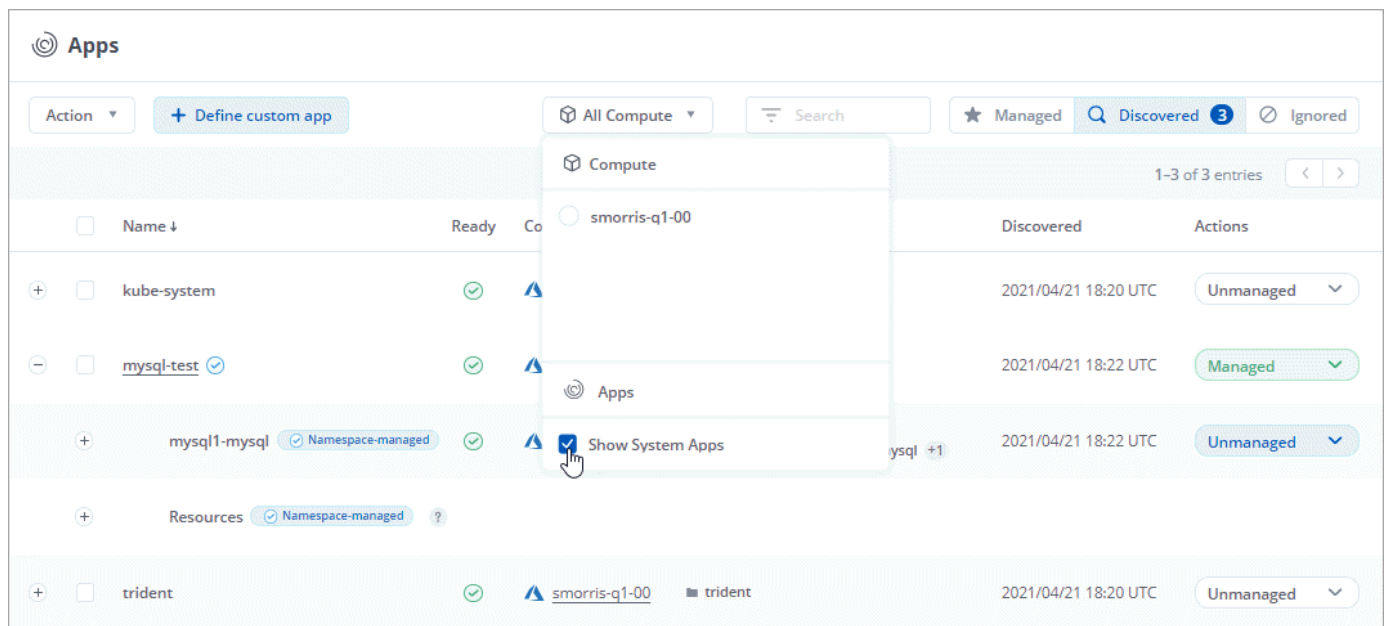 Apps
Action + Define custom app All Compute Search Managed Discovered 3 Ignored
Compute
1–3 of 3 entries
smorris-q1-00
Name Ready Co Discovered Actions
kube-system 2021/04/21 18:20 UTC Unmanaged
mysql-test 2021/04/21 18:22 UTC Managed
Apps
mysql1-mysql Namespace-managed 2021/04/21 18:22 UTC Unmanaged
Show System Apps
ysql +1
Resources Namespace-managed ?
trident smorris-q1-00 trident 2021/04/21 18:20 UTC Unmanaged